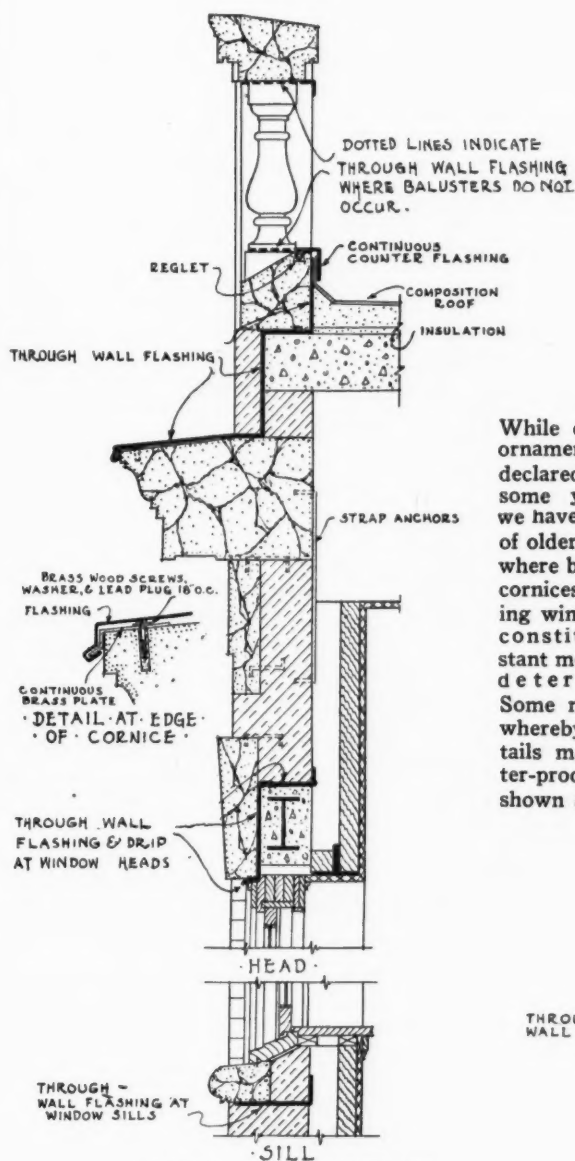 DOTTED LINES INDICATE
THROUGH WALL FLASHING
WHERE BALUSTERS DO NOT
OCCUR.
REGLET
CONTINUOUS
COUNTER FLASHING
COMPOSITION
ROOF
INSULATION
THROUGH WALL FLASHING
STRAP ANCHORS
BRASS WOOD SCREWS,
WASHER, & LEAD PLUG 18"O.C.
FLASHING
CONTINUOUS
BRASS PLATE
· DETAIL · AT · EDGE ·
· OF · CORNICE ·
THROUGH WALL
FLASHING & DRIP
AT WINDOW HEADS
· HEAD ·
THROUGH –
WALL FLASHING AT
WINDOW SILLS
· SILL
While
ornamen
declared
some y
we have
of older
where b
cornices
ing win
constit
stant m
deter
Some r
whereby
tails m
ter-proo
shown
THROU
WALL